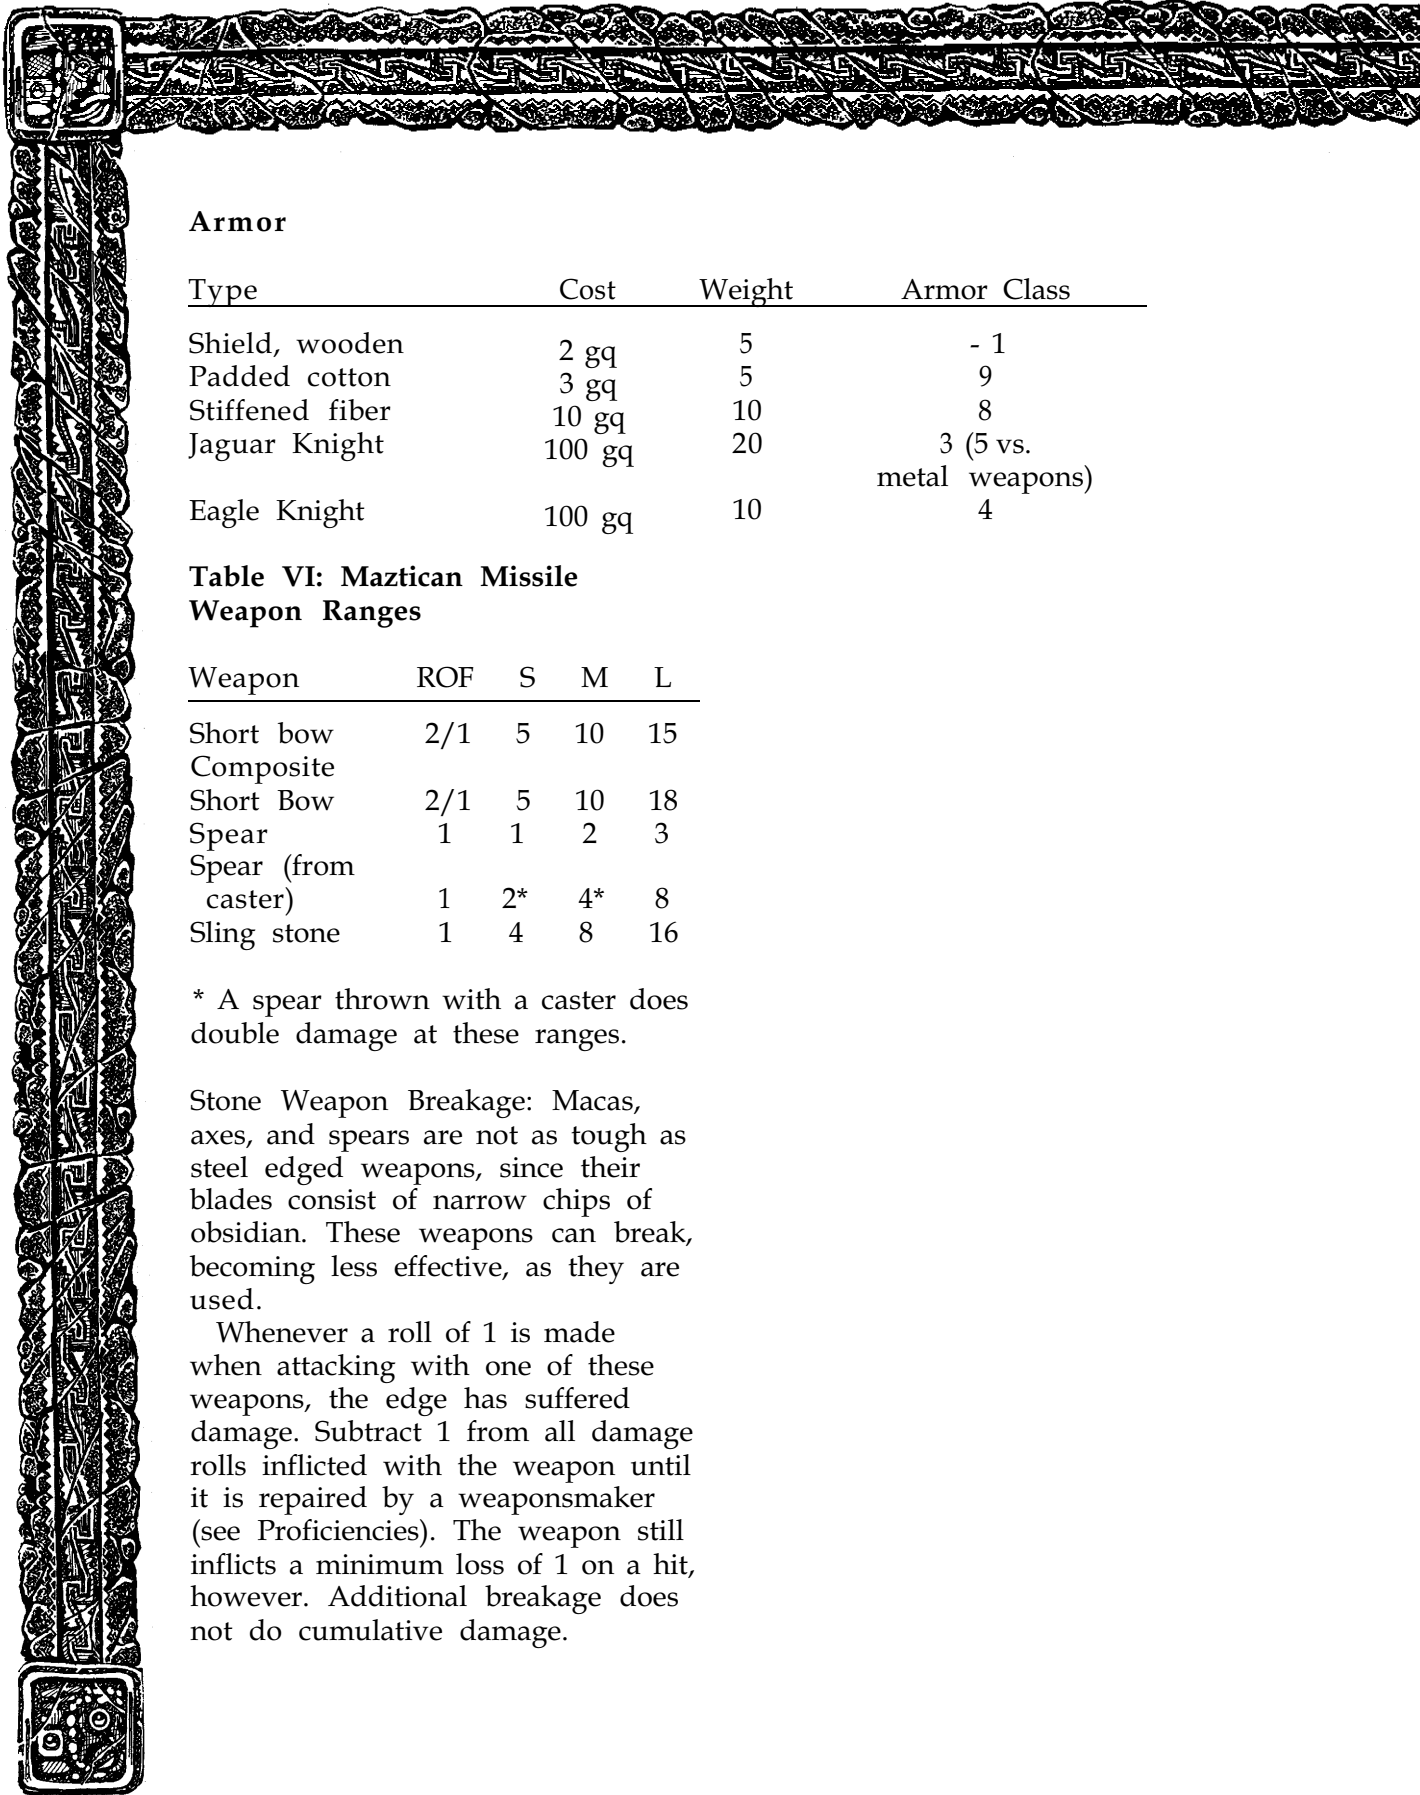 Armor
Type Cost Weight Armor Class
Shield, wooden 2 gq 5 - 1
Padded cotton 3 gq 5 9
Stiffened fiber 10 gq 10 8
Jaguar Knight 100 gq 20 3 (5 vs.
metal weapons)
Eagle Knight 100 gq 10 4
Table VI: Maztican Missile
Weapon Ranges
Weapon ROF S M L
Short bow 2/1 5 10 15
Composite
Short Bow 2/1 5 10 18
Spear 1 1 2 3
Spear (from
caster) 1 2* 4* 8
Sling stone 1 4 8 16
* A spear thrown with a caster does
double damage at these ranges.
Stone Weapon Breakage: Macas,
axes, and spears are not as tough as
steel edged weapons, since their
blades consist of narrow chips of
obsidian. These weapons can break,
becoming less effective, as they are
used.
Whenever a roll of 1 is made
when attacking with one of these
weapons, the edge has suffered
damage. Subtract 1 from all damage
rolls inflicted with the weapon until
it is repaired by a weaponsmaker
(see Proficiencies). The weapon still
inflicts a minimum loss of 1 on a hit,
however. Additional breakage does
not do cumulative damage.